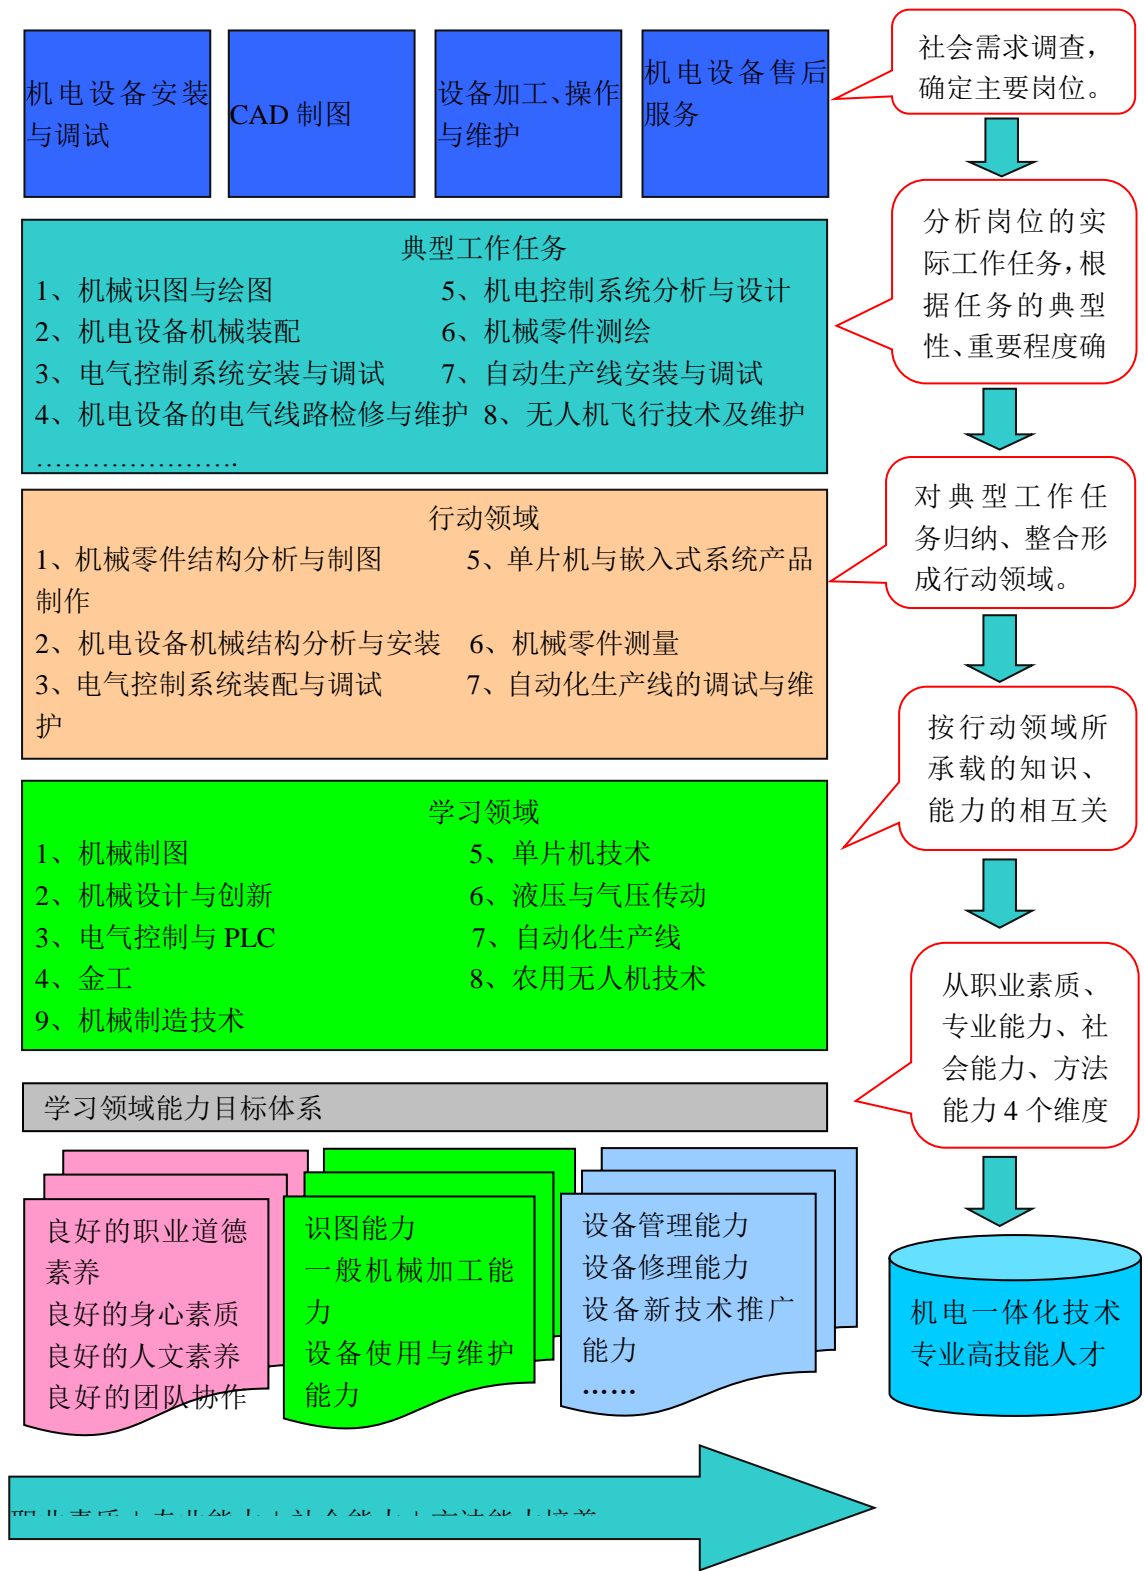 机电设备安装
与调试
CAD 制图
设备加工、操作
与维护
机电设备售后
服务
社会需求调查，
确定主要岗位。
典型工作任务
1、机械识图与绘图 5、机电控制系统分析与设计
2、机电设备机械装配 6、机械零件测绘
3、电气控制系统安装与调试 7、自动生产线安装与调试
4、机电设备的电气线路检修与维护 8、无人机飞行技术及维护
………………….
分析岗位的实
际工作任务，根
据任务的典型
性、重要程度确
行动领域
1、机械零件结构分析与制图 5、单片机与嵌入式系统产品
制作
2、机电设备机械结构分析与安装 6、机械零件测量
3、电气控制系统装配与调试 7、自动化生产线的调试与维
护
对典型工作任
务归纳、整合形
成行动领域。
学习领域
1、机械制图 5、单片机技术
2、机械设计与创新 6、液压与气压传动
3、电气控制与 PLC 7、自动化生产线
4、金工 8、农用无人机技术
9、机械制造技术
按行动领域所
承载的知识、
能力的相互关
学习领域能力目标体系
从职业素质、
专业能力、社
会能力、方法
能力 4 个维度
良好的职业道德
素养
良好的身心素质
良好的人文素养
良好的团队协作
识图能力
一般机械加工能
力
设备使用与维护
能力
设备管理能力
设备修理能力
设备新技术推广
能力
……
机电一体化技术
专业高技能人才
职业素质+专业能力+社会能力+方法能力培养